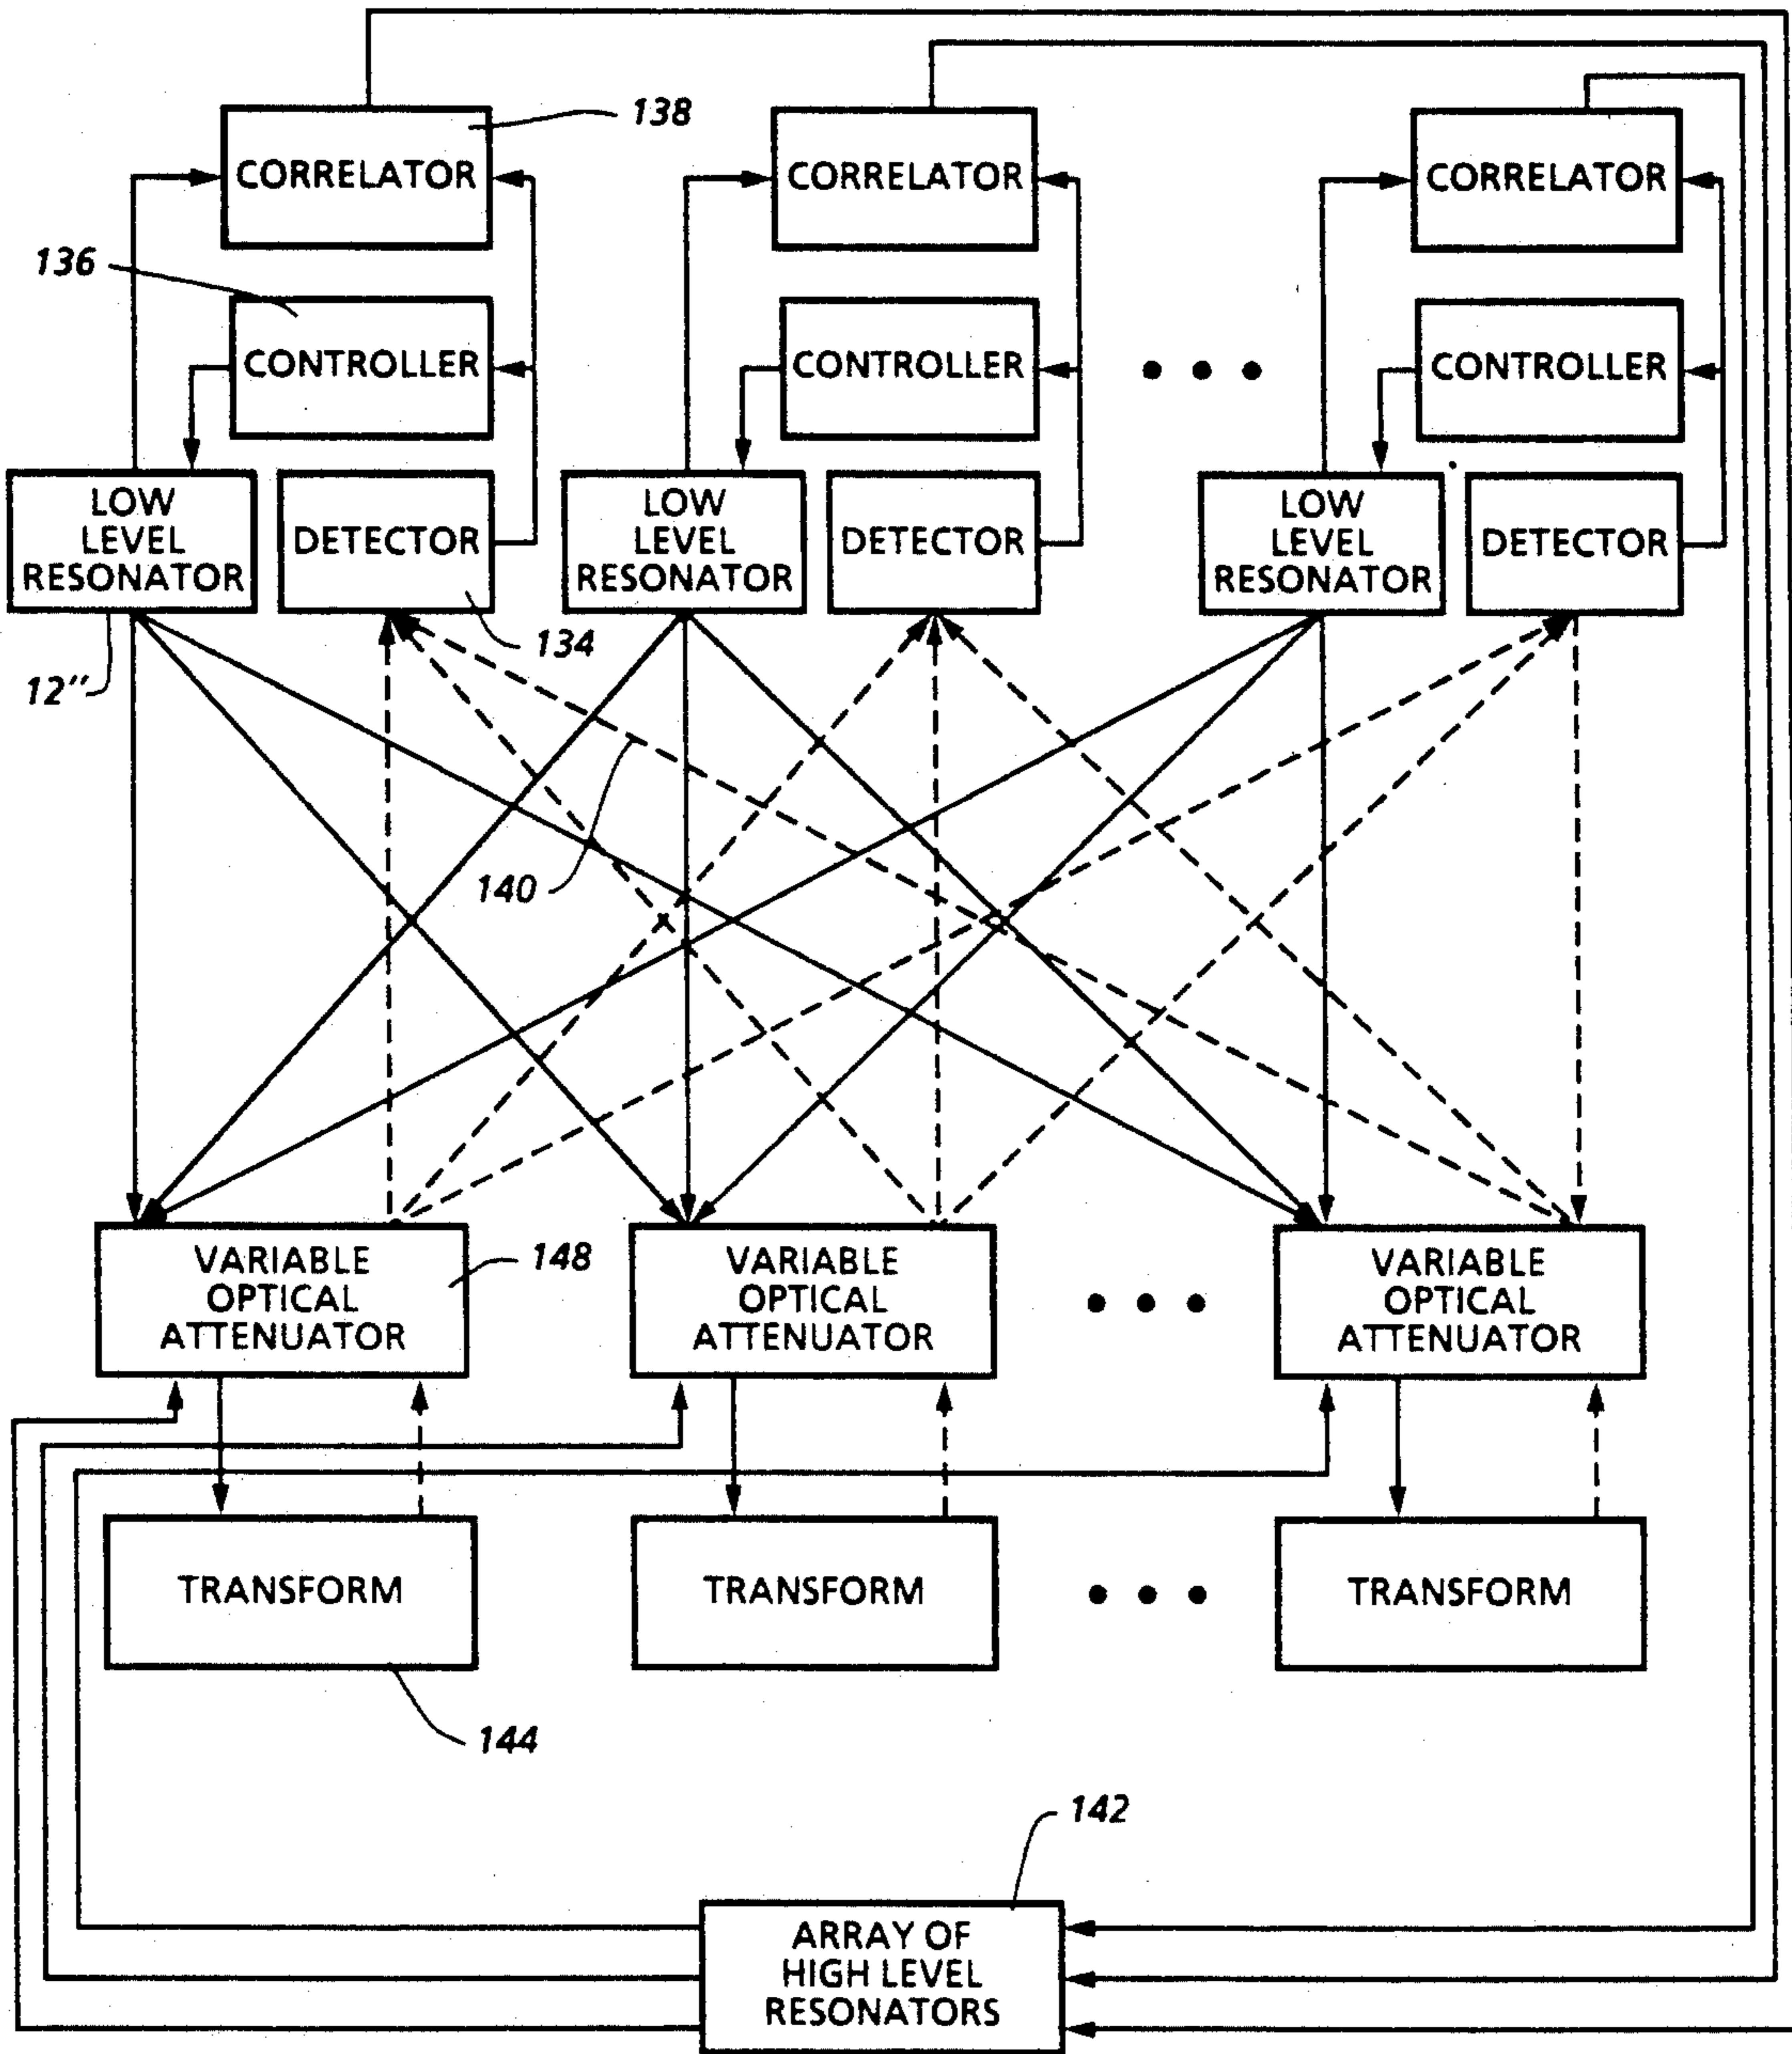 138
CORRELATOR
CORRELATOR
CORRELATOR
136
CONTROLLER
CONTROLLER
CONTROLLER
LOW
LEVEL
RESONATOR
DETECTOR
LOW
LEVEL
RESONATOR
DETECTOR
LOW
LEVEL
RESONATOR
DETECTOR
134
12"
140
VARIABLE
OPTICAL
ATTENUATOR
148
VARIABLE
OPTICAL
ATTENUATOR
VARIABLE
OPTICAL
ATTENUATOR
TRANSFORM
TRANSFORM
TRANSFORM
144
142
ARRAY OF
HIGH LEVEL
RESONATORS